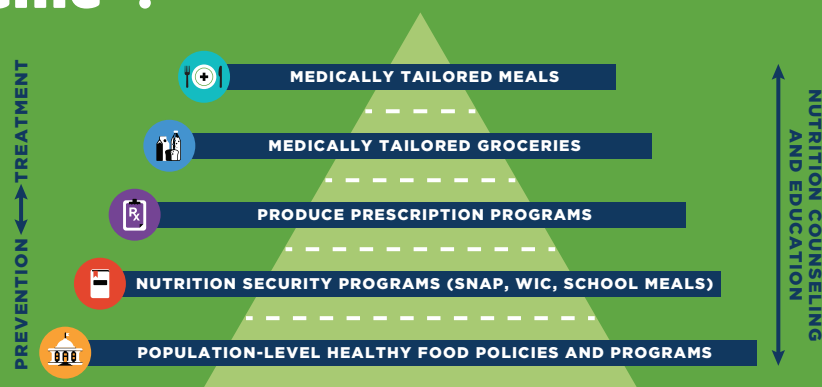 MEDICALLY TAILORED MEALS
MEDICALLY TAILORED GROCERIES
Rx
PRODUCE PRESCRIPTION PROGRAMS
NUTRITION SECURITY PROGRAMS (SNAP, WIC, SCHOOL MEALS)
POPULATION-LEVEL HEALTHY FOOD POLICIES AND PROGRAMS
PREVENTION
TREATMENT
NUTRITION COUNSELING
AND EDUCATION